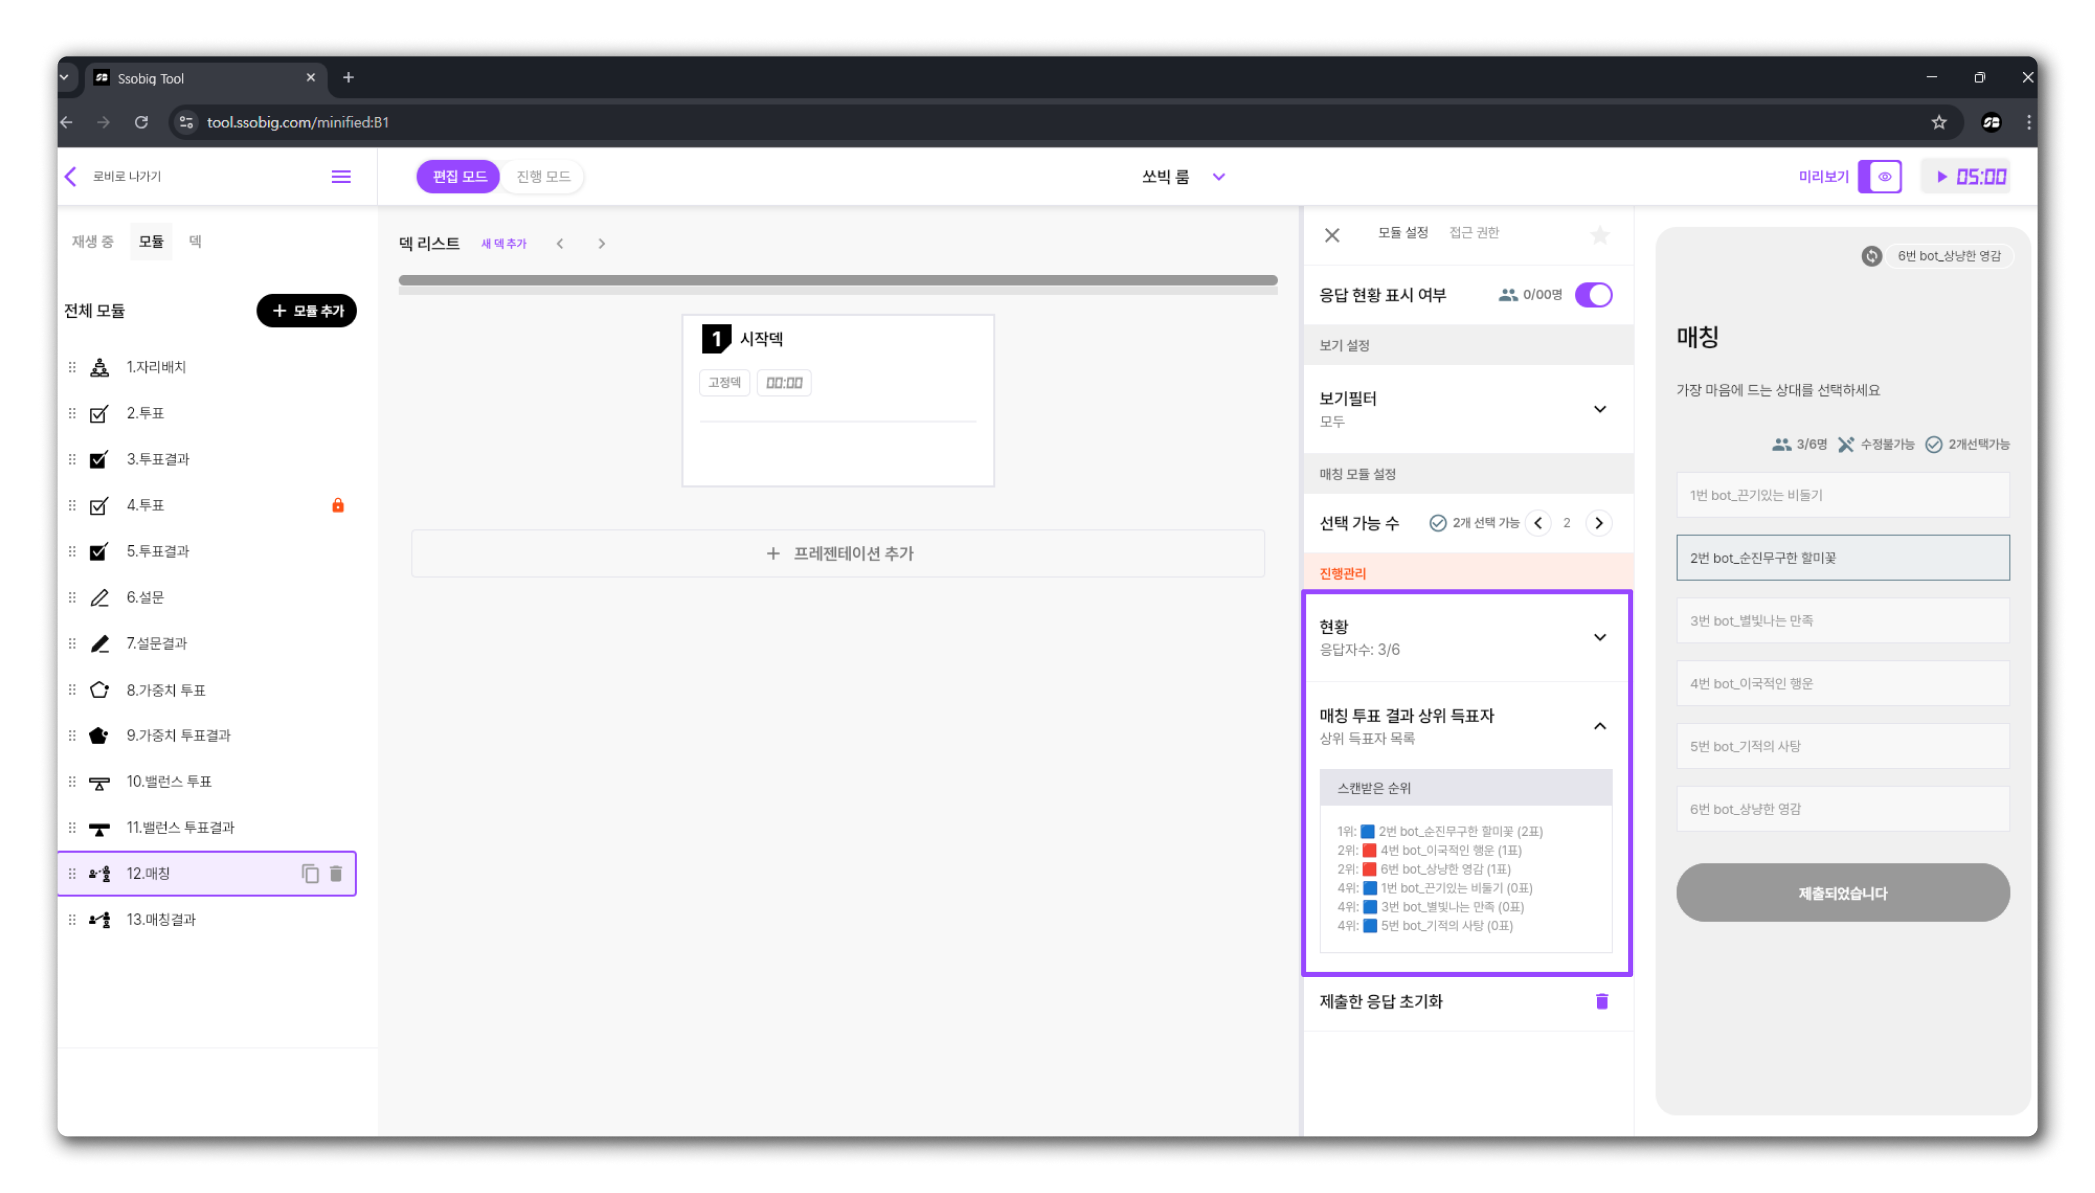 Ssobig Tool
tool.ssobig.com/minified:B1
로비로 나가기
편집 모드
진행 모드
쏘빅 룸
미리보기
05:00
재생 중
모듈
덱
전체 모듈
+ 모듈 추가
1.자리배치
2.투표
3.투표결과
4.투표
5.투표결과
6.설문
7.설문결과
8.가중치 투표
9.가중치 투표결과
10.밸런스 투표
11.밸런스 투표결과
12.매칭
13.매칭결과
덱 리스트
새 덱 추가
1 시작덱
고정덱
00:00
+ 프레젠테이션 추가
모듈 설정
접근 권한
응답 현황 표시 여부
0/00명
보기 설정
보기필터
모두
매칭 모듈 설정
선택 가능 수
2개 선택 가능
2
진행관리
현황
응답자수: 3/6
매칭 투표 결과 상위 득표자
상위 득표자 목록
스캔받은 순위
1위: 2번 bot_순진무구한 할미꽃 (2표)
2위: 4번 bot_이국적인 행운 (1표)
2위: 6번 bot_상냥한 영감 (1표)
4위: 1번 bot_끈기있는 비둘기 (0표)
4위: 3번 bot_별빛나는 만족 (0표)
4위: 5번 bot_기적의 사탕 (0표)
제출한 응답 초기화
6번 bot_상냥한 영감
매칭
가장 마음에 드는 상대를 선택하세요
3/6명
수정불가능
2개선택가능
1번 bot_끈기있는 비둘기
2번 bot_순진무구한 할미꽃
3번 bot_별빛나는 만족
4번 bot_이국적인 행운
5번 bot_기적의 사탕
6번 bot_상냥한 영감
제출되었습니다